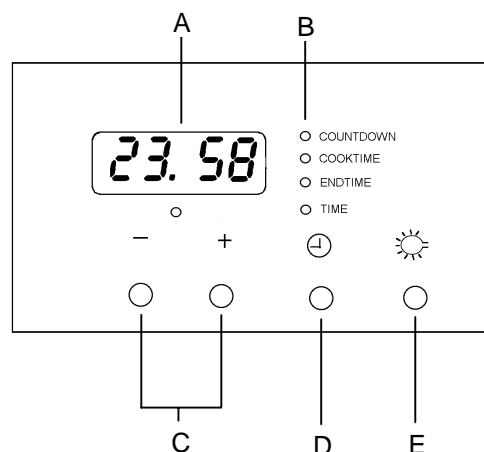 A B
COUNTDOWN
23. 58
COOKTIME
ENDTIME
TIME
− +
C D E